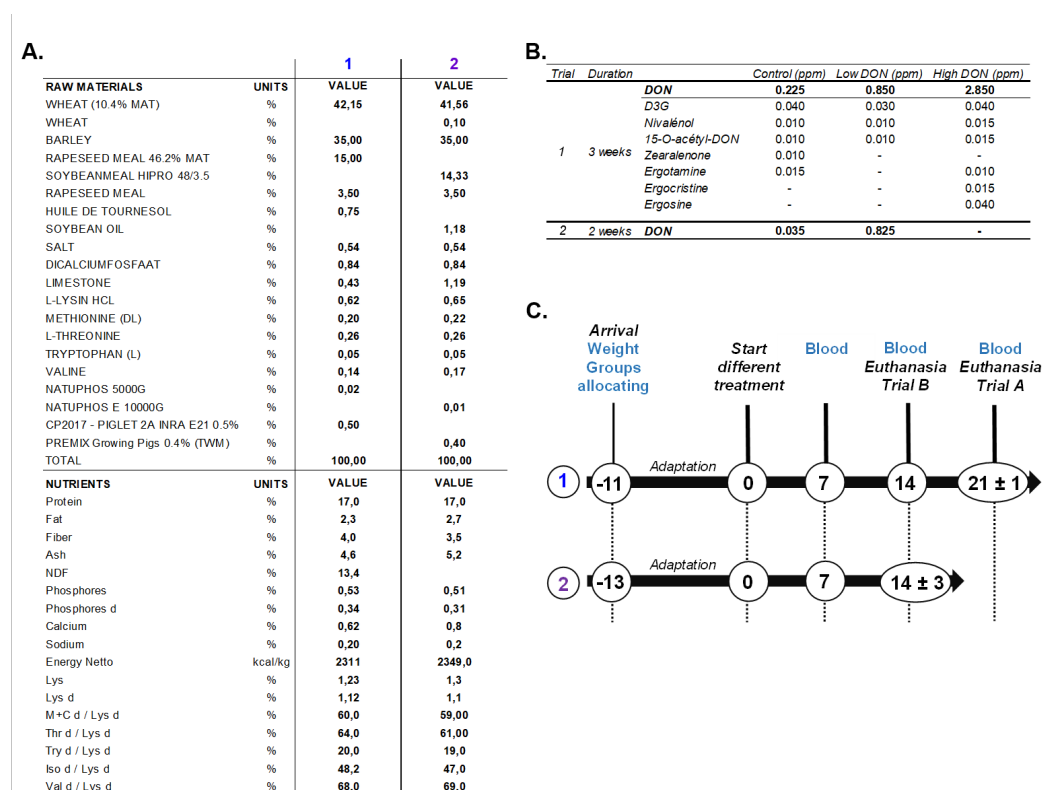 A.
1 2
RAW MATERIALS UNITS VALUE VALUE
WHEAT (10.4% MAT) % 42,15 41,56
WHEAT % 0,10
BARLEY % 35,00 35,00
RAPESEED MEAL 46.2% MAT % 15,00
SOYBEANMEAL HIPRO 48/3.5 % 14,33
RAPESEED MEAL % 3,50 3,50
HUILE DE TOURNESOL % 0,75
SOYBEAN OIL % 1,18
SALT % 0,54 0,54
DICALCIUMFOSFAAT % 0,84 0,84
LIMESTONE % 0,43 1,19
L-LYSIN HCL % 0,62 0,65
METHIONINE (DL) % 0,20 0,22
L-THREONINE % 0,26 0,26
TRYPTOPHAN (L) % 0,05 0,05
VALINE % 0,14 0,17
NATUPHOS 5000G % 0,02
NATUPHOS E 10000G % 0,01
CP2017 - PIGLET 2A INRA E21 0.5% % 0,50
PREMIX Growing Pigs 0.4% (TWM) % 0,40
TOTAL % 100,00 100,00
NUTRIENTS UNITS VALUE VALUE
Protein % 17,0 17,0
Fat % 2,3 2,7
Fiber % 4,0 3,5
Ash % 4,6 5,2
NDF % 13,4
Phosphores % 0,53 0,51
Phosphores d % 0,34 0,31
Calcium % 0,62 0,8
Sodium % 0,20 0,2
Energy Netto kcal/kg 2311 2349,0
Lys % 1,23 1,3
Lys d % 1,12 1,1
M+C d / Lys d % 60,0 59,00
Thr d / Lys d % 64,0 61,00
Try d / Lys d % 20,0 19,0
Iso d / Lys d % 48,2 47,0
Val d / Lys d % 68,0 69,0
B.
Trial Duration Control (ppm) Low DON (ppm) High DON (ppm)
DON 0.225 0.850 2.850
D3G 0.040 0.030 0.040
Nivalénol 0.010 0.010 0.015
15-O-acétyl-DON 0.010 0.010 0.015
1 3 weeks Zearalenone 0.010 - -
Ergotamine 0.015 - 0.010
Ergocristine - - 0.015
Ergosine - - 0.040
2 2 weeks DON 0.035 0.825 -
C.
Arrival
Weight
Groups
allocating
Start
different
treatment
Blood
Blood
Euthanasia
Trial B
Blood
Euthanasia
Trial A
1 -11 Adaptation 0 7 14 21 ± 1
2 -13 Adaptation 0 7 14 ± 3